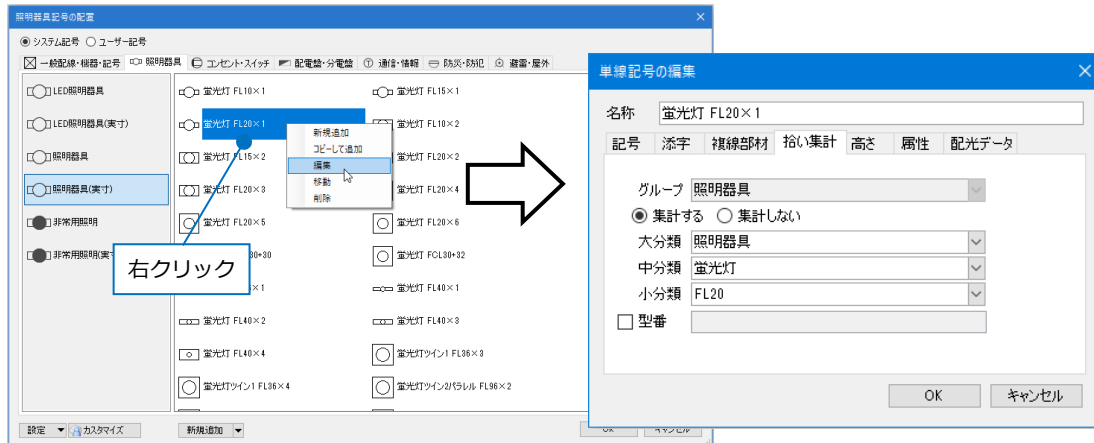 照明器具記号の配置
システム記号 ユーザー記号
一般配線・機器・記号 照明器具 コンセント・スイッチ 配電盤・分電盤 通信・情報 防災・防犯 避雷・屋外
LED照明器具
LED照明器具(実寸)
照明器具
照明器具(実寸)
非常用照明
非常用照明(実
蛍光灯 FL10×1 蛍光灯 FL15×1
蛍光灯 FL20×1 蛍光灯 FL10×2
蛍光灯 FL15×2 蛍光灯 FL20×2
蛍光灯 FL20×3 蛍光灯 FL20×4
蛍光灯 FL20×5 蛍光灯 FL20×6
30+30 蛍光灯 FCL30+32
×1 蛍光灯 FL40×1
蛍光灯 FL40×2 蛍光灯 FL40×3
蛍光灯 FL40×4 蛍光灯ツイン1 FL36×3
蛍光灯ツイン1 FL36×4 蛍光灯ツイン2パラレル FL96×2
新規追加
コピーして追加
編集
移動
削除
右クリック
設定 カスタマイズ 新規追加 OK キャンセル
単線記号の編集
名称 蛍光灯 FL20×1
記号 添字 複線部材 拾い集計 高さ 属性 配光データ
グループ 照明器具
集計する 集計しない
大分類 照明器具
中分類 蛍光灯
小分類 FL20
型番
OK キャンセル